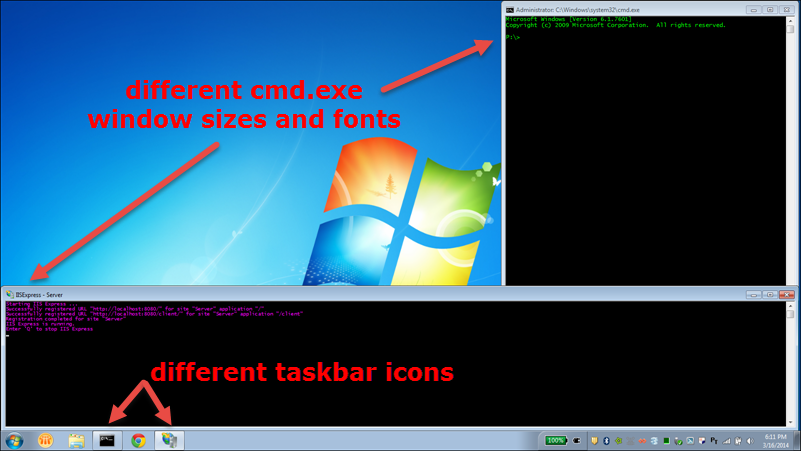 Administrator: C:\Windows\system32\cmd.exe
Microsoft Windows [Version 6.1.7601]
Copyright (c) 2009 Microsoft Corporation.  All rights reserved.
P:\>
different cmd.exe
window sizes and fonts
IISExpress - Server
Starting IIS Express ...
Successfully registered URL "http://localhost:8080/" for site "Server" application "/"
Successfully registered URL "http://localhost:8080/client/" for site "Server" application "/client"
Registration completed for site "Server"
IIS Express is running.
Enter 'Q' to stop IIS Express
different taskbar icons
100%
6:11 PM
3/16/2014